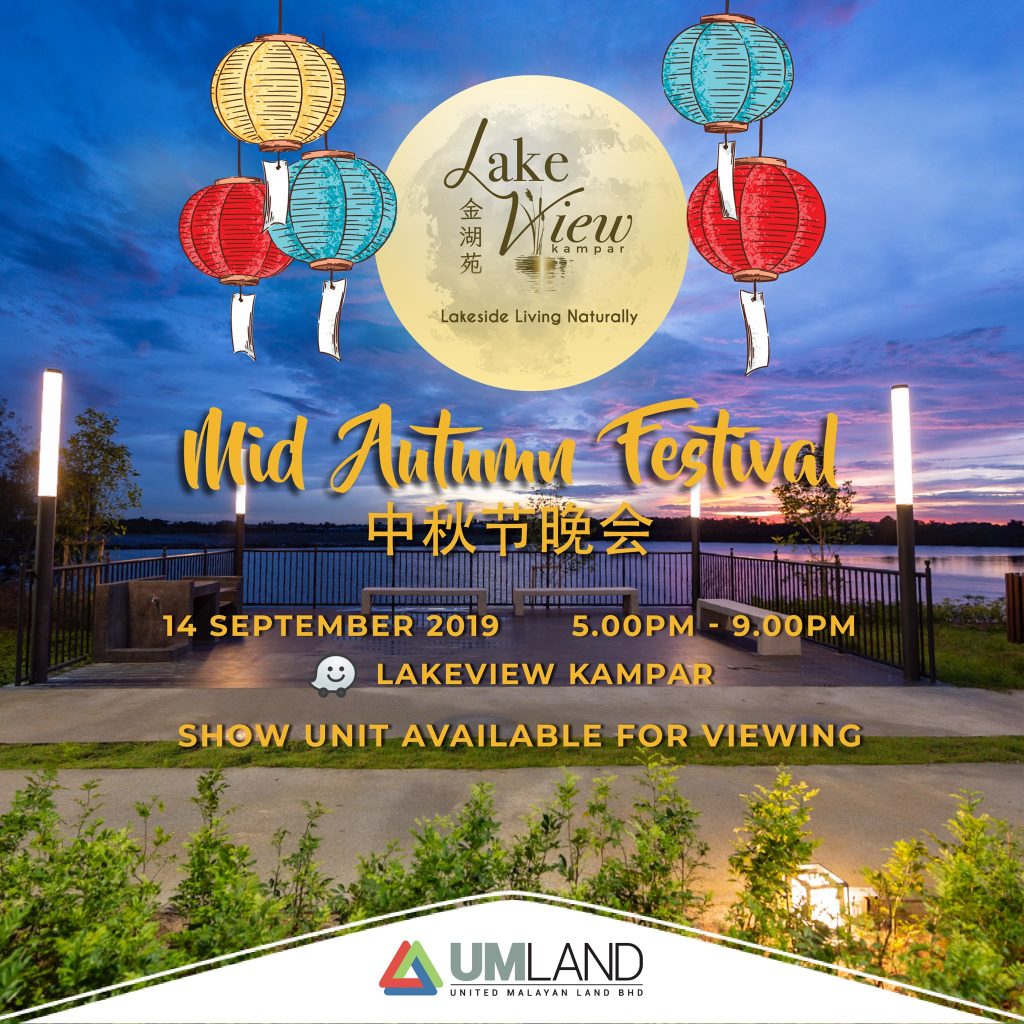 Lake
View
金湖苑
kampar
Lakeside Living Naturally
Mid Autumn Festival
中秋节晚会
14 SEPTEMBER 2019 5.00PM - 9.00PM
LAKEVIEW KAMPAR
SHOW UNIT AVAILABLE FOR VIEWING
UMLAND
UNITED MALAYAN LAND BHD